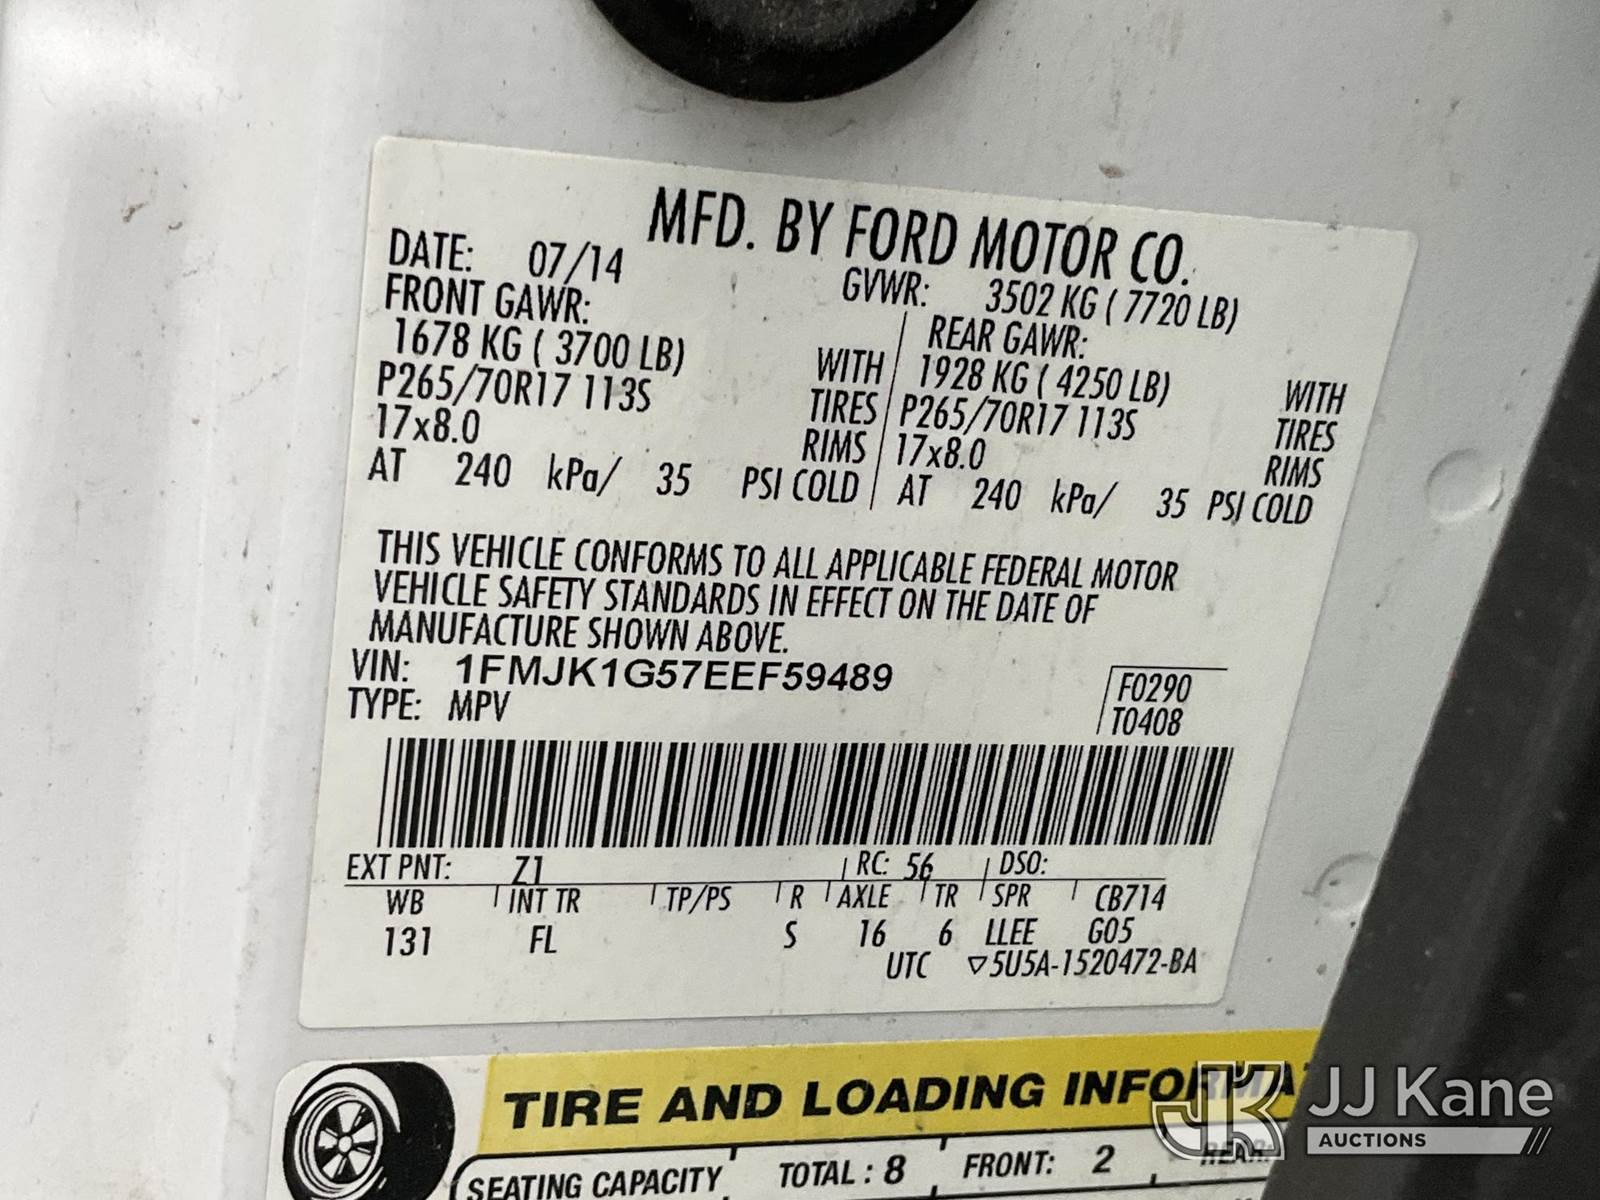 MFD. BY FORD MOTOR CO.
DATE: 07/14 GVWR: 3502 KG ( 7720 LB)
FRONT GAWR: REAR GAWR:
1678 KG ( 3700 LB) WITH 1928 KG ( 4250 LB) WITH
P265/70R17 113S TIRES P265/70R17 113S TIRES
17x8.0 RIMS 17x8.0 RIMS
AT 240 kPa/ 35 PSI COLD AT 240 kPa/ 35 PSI COLD
THIS VEHICLE CONFORMS TO ALL APPLICABLE FEDERAL MOTOR
VEHICLE SAFETY STANDARDS IN EFFECT ON THE DATE OF
MANUFACTURE SHOWN ABOVE.
VIN: 1FMJK1G57EEF59489 F0290
TYPE: MPV T0408
EXT PNT: Z1 RC: 56 DSO:
WB INT TR TP/PS R AXLE TR SPR CB714
131 FL S 16 6 LLEE G05
UTC ▽5U5A-1520472-BA
TIRE AND LOADING INFORMA
SEATING CAPACITY TOTAL : 8 FRONT: 2 REAR:
JJ Kane
AUCTIONS